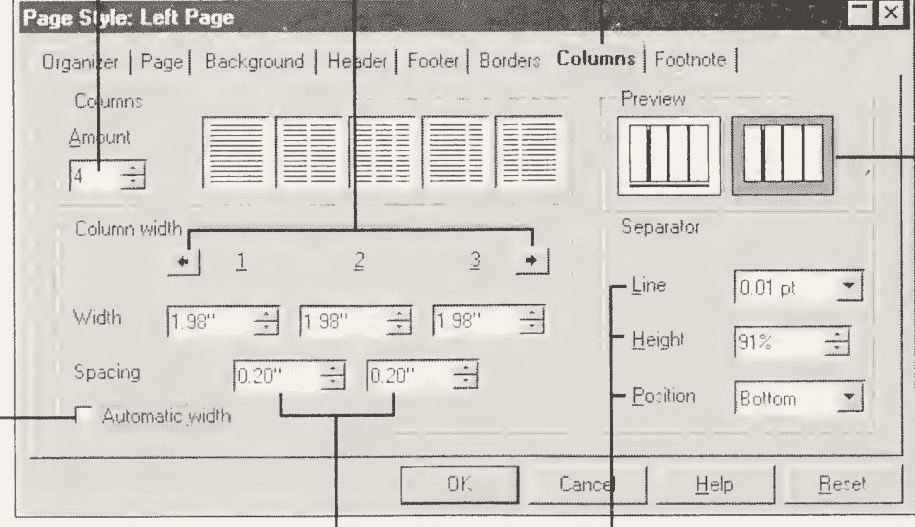 Page Style: Left Page
Organizer | Page | Background | Header | Footer | Borders Columns | Footnote |
Columns
Preview
Amount
4
Column width
Separator
1 2 3
Line 0.01 pt
Width 1.98" 1.98" 1.98"
Height 91%
Spacing 0.20" 0.20"
Position Bottom
Automatic width
OK Cancel Help Reset